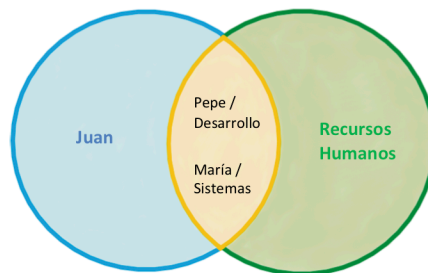 Juan
Pepe /
Desarrollo
María /
Sistemas
Recursos
Humanos